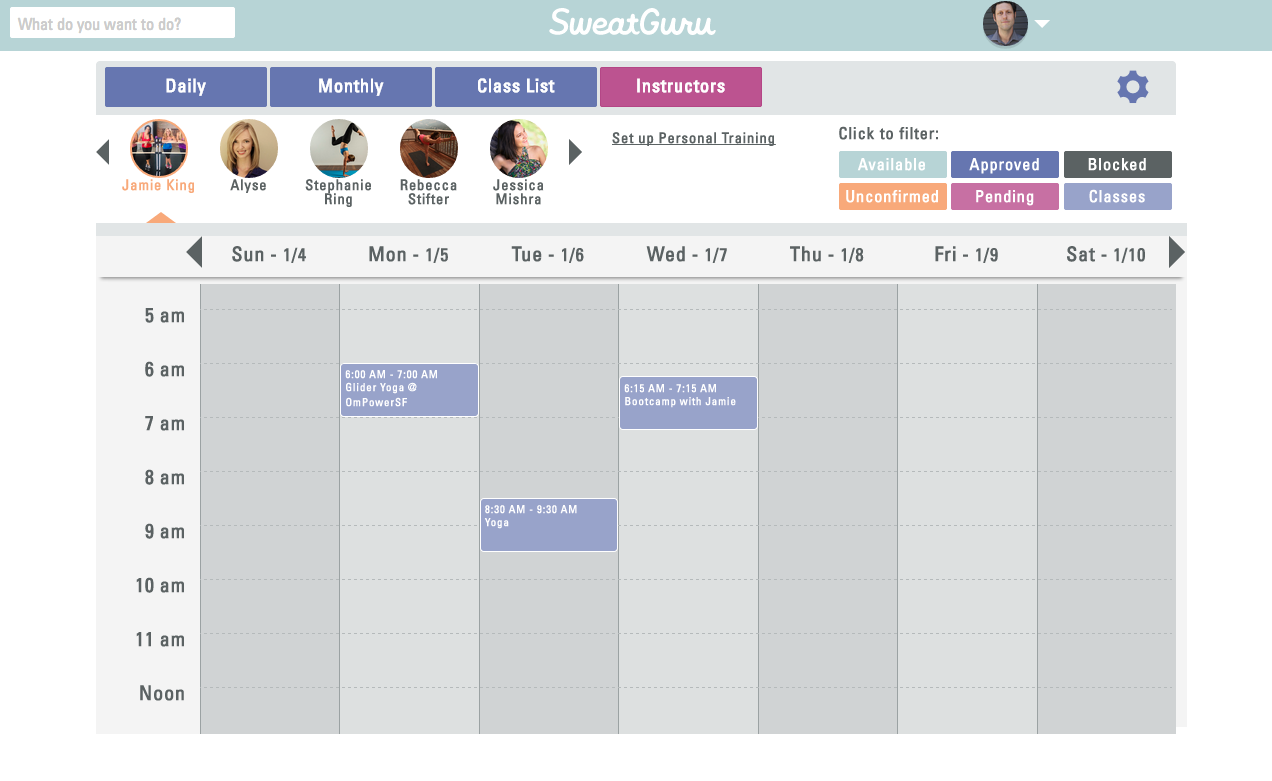 What do you want to do?
SweatGuru
Daily
Monthly
Class List
Instructors
Jamie King
Alyse
Stephanie
Ring
Rebecca
Stifter
Jessica
Mishra
Set up Personal Training
Click to filter:
Available
Approved
Blocked
Unconfirmed
Pending
Classes
Sun - 1/4
Mon - 1/5
Tue - 1/6
Wed - 1/7
Thu - 1/8
Fri - 1/9
Sat - 1/10
5 am
6 am
7 am
8 am
9 am
10 am
11 am
Noon
6:00 AM - 7:00 AM
Glider Yoga @
OmPowerSF
8:30 AM - 9:30 AM
Yoga
6:15 AM - 7:15 AM
Bootcamp with Jamie